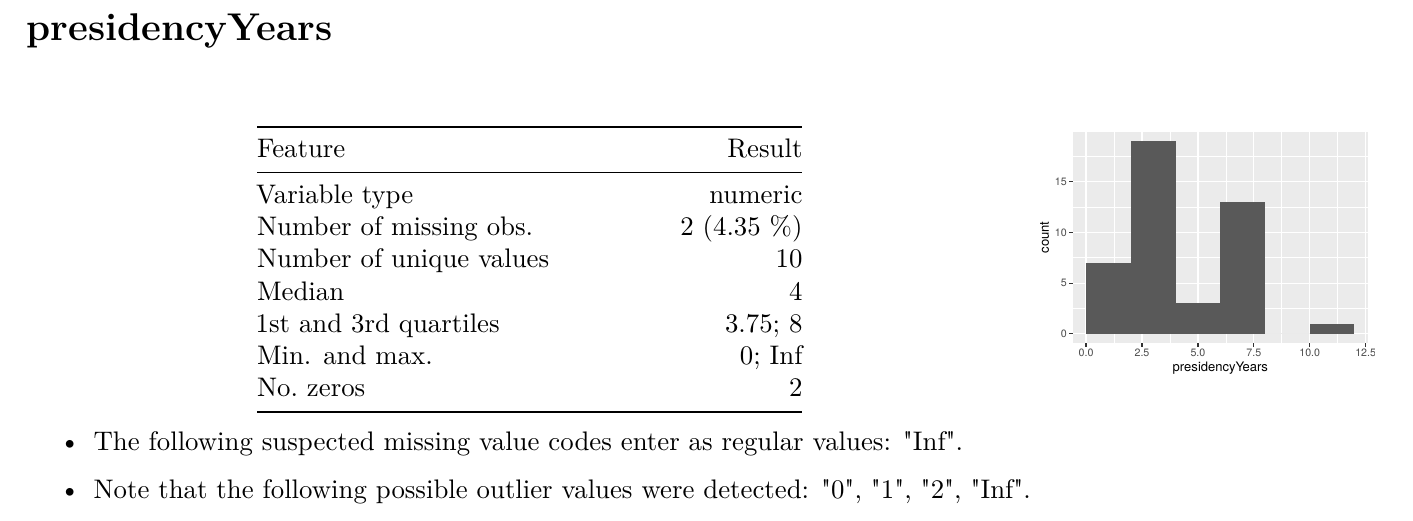 presidencyYears
Feature Result
Variable type numeric
Number of missing obs. 2 (4.35 %)
Number of unique values 10
Median 4
1st and 3rd quartiles 3.75; 8
Min. and max. 0; Inf
No. zeros 2
15
10
5
0
count
0.0 2.5 5.0 7.5 10.0 12.5
presidencyYears
• The following suspected missing value codes enter as regular values: "Inf".
• Note that the following possible outlier values were detected: "0", "1", "2", "Inf".